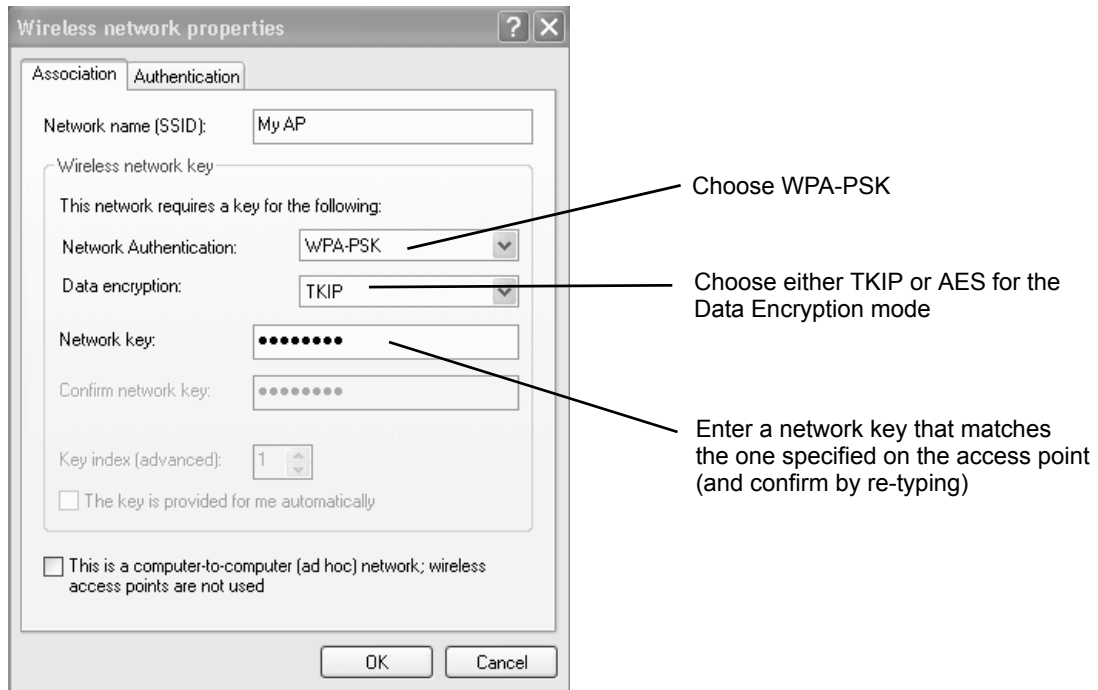 Wireless network properties
Association
Authentication
Network name (SSID):
My AP
Wireless network key
This network requires a key for the following:
Network Authentication:
WPA-PSK
Data encryption:
TKIP
Network key:
Confirm network key:
Key index (advanced):
1
The key is provided for me automatically
This is a computer-to-computer (ad hoc) network; wireless
access points are not used
OK
Cancel
Choose WPA-PSK
Choose either TKIP or AES for the
Data Encryption mode
Enter a network key that matches
the one specified on the access point
(and confirm by re-typing)